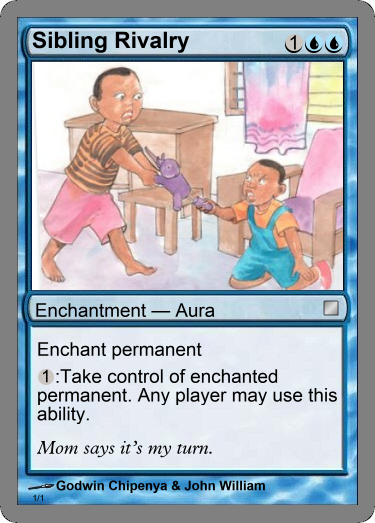 Sibling Rivalry 1
Enchantment — Aura
Enchant permanent
1:Take control of enchanted
permanent. Any player may use this
ability.
Mom says it's my turn.
Godwin Chipenya & John William
1/1